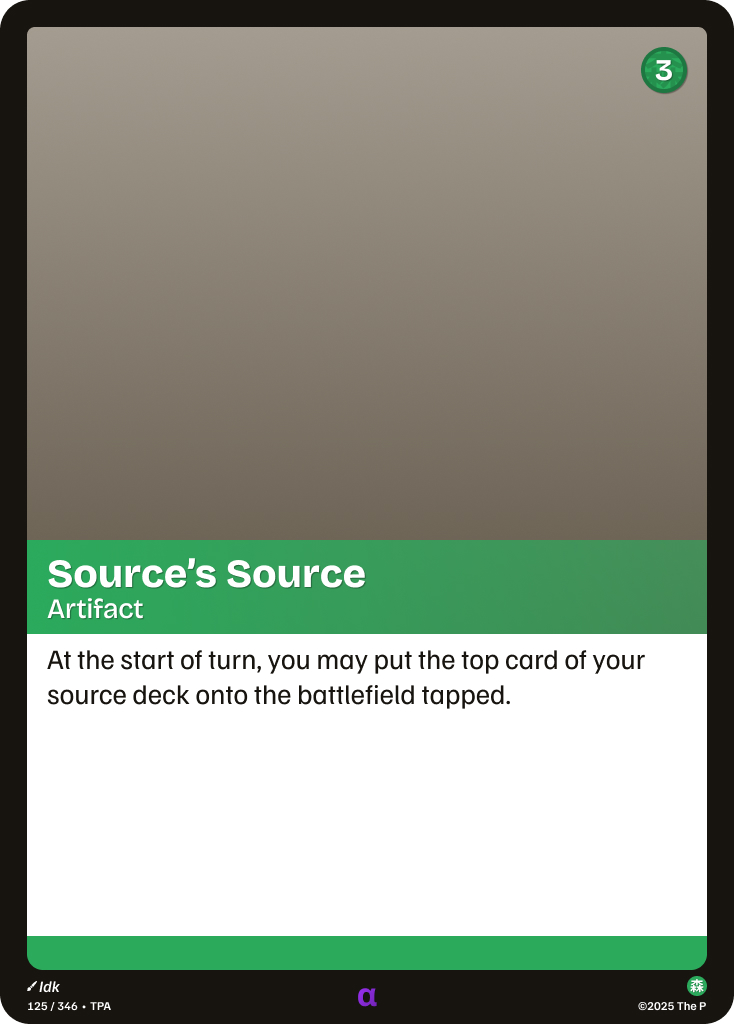 3
Source’s Source
Artifact
At the start of turn, you may put the top card of your
source deck onto the battlefield tapped.
Idk
125 / 346 • TPA
α
森
©2025 The P